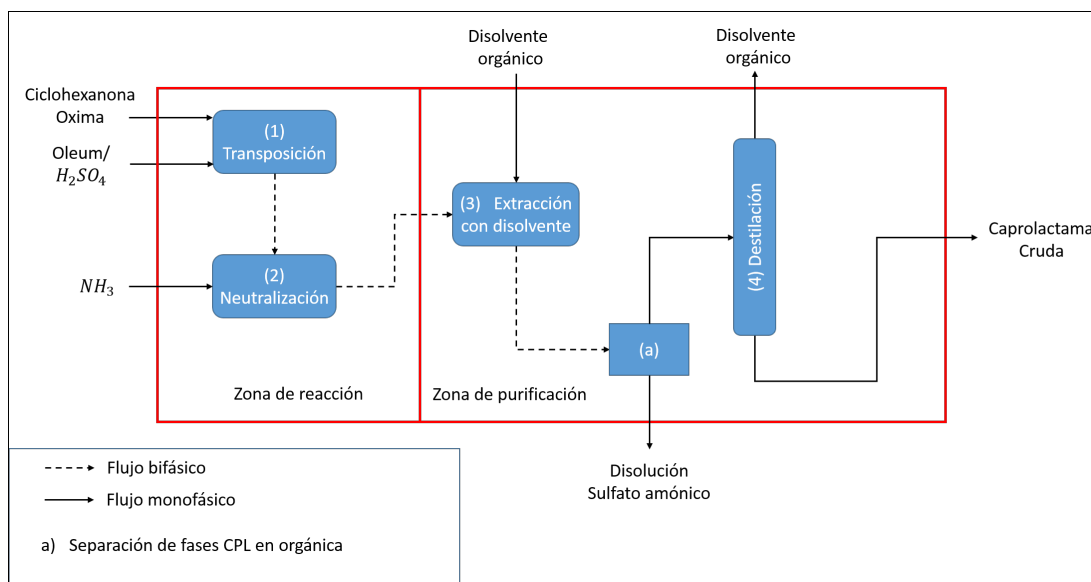 Disolvente
orgánico
Disolvente
orgánico
Ciclohexanona
Oxima
Oleum/
H₂SO₄
(1)
Transposición
NH₃
(2)
Neutralización
(3) Extracción
con disolvente
(a)
(4) Destilación
Caprolactama
Cruda
Zona de reacción
Zona de purificación
Disolución
Sulfato amónico
Flujo bifásico
Flujo monofásico
a) Separación de fases CPL en orgánica